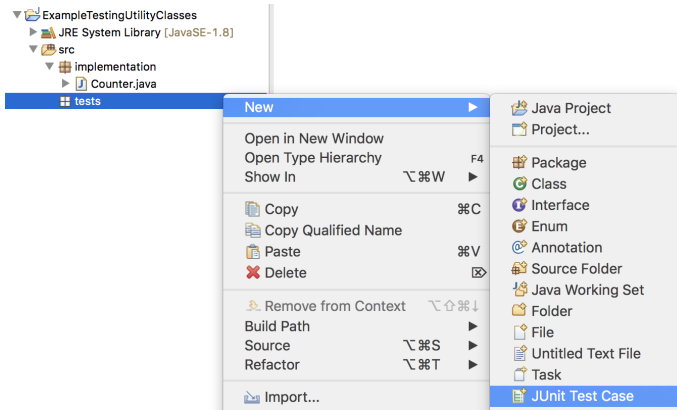 ExampleTestingUtilityClasses
JRE System Library [JavaSE-1.8]
src
implementation
Counter.java
tests
New
Open in New Window
Open Type Hierarchy F4
Show In ⌥⌘W
Copy ⌘C
Copy Qualified Name
Paste ⌘V
Delete ⌦
Remove from Context ⌥⇧⌘↓
Build Path
Source ⌥⌘S
Refactor ⌥⌘T
Import...
Java Project
Project...
Package
Class
Interface
Enum
Annotation
Source Folder
Java Working Set
Folder
File
Untitled Text File
Task
JUnit Test Case